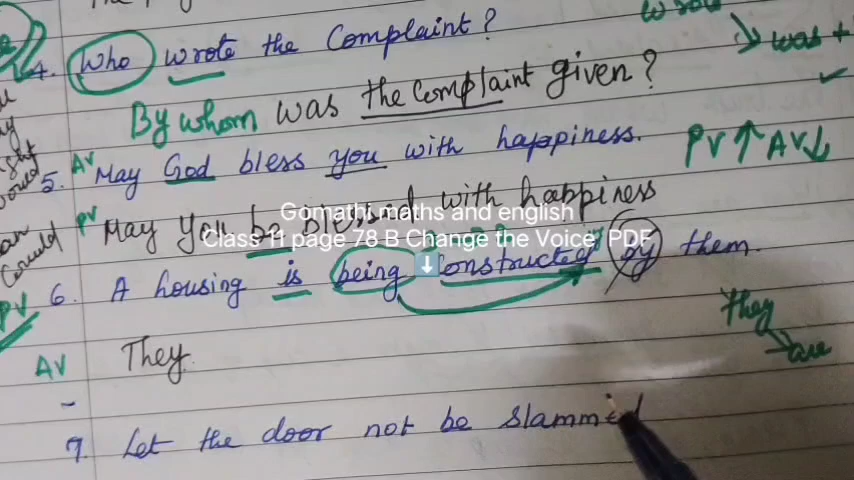 4. Who wrote the Complaint?
was +
By whom was the Complaint given?
5. AV May God bless you with happiness.
PV ↑ AV ↓
PV May you be blessed with happiness
Gomathi maths and english
Class 11 page 78 B Change the Voice, PDF
⬇️
PV 6. A housing is being Constructed by them.
They
are
AV They.
7. Let the door not be slammed
Could